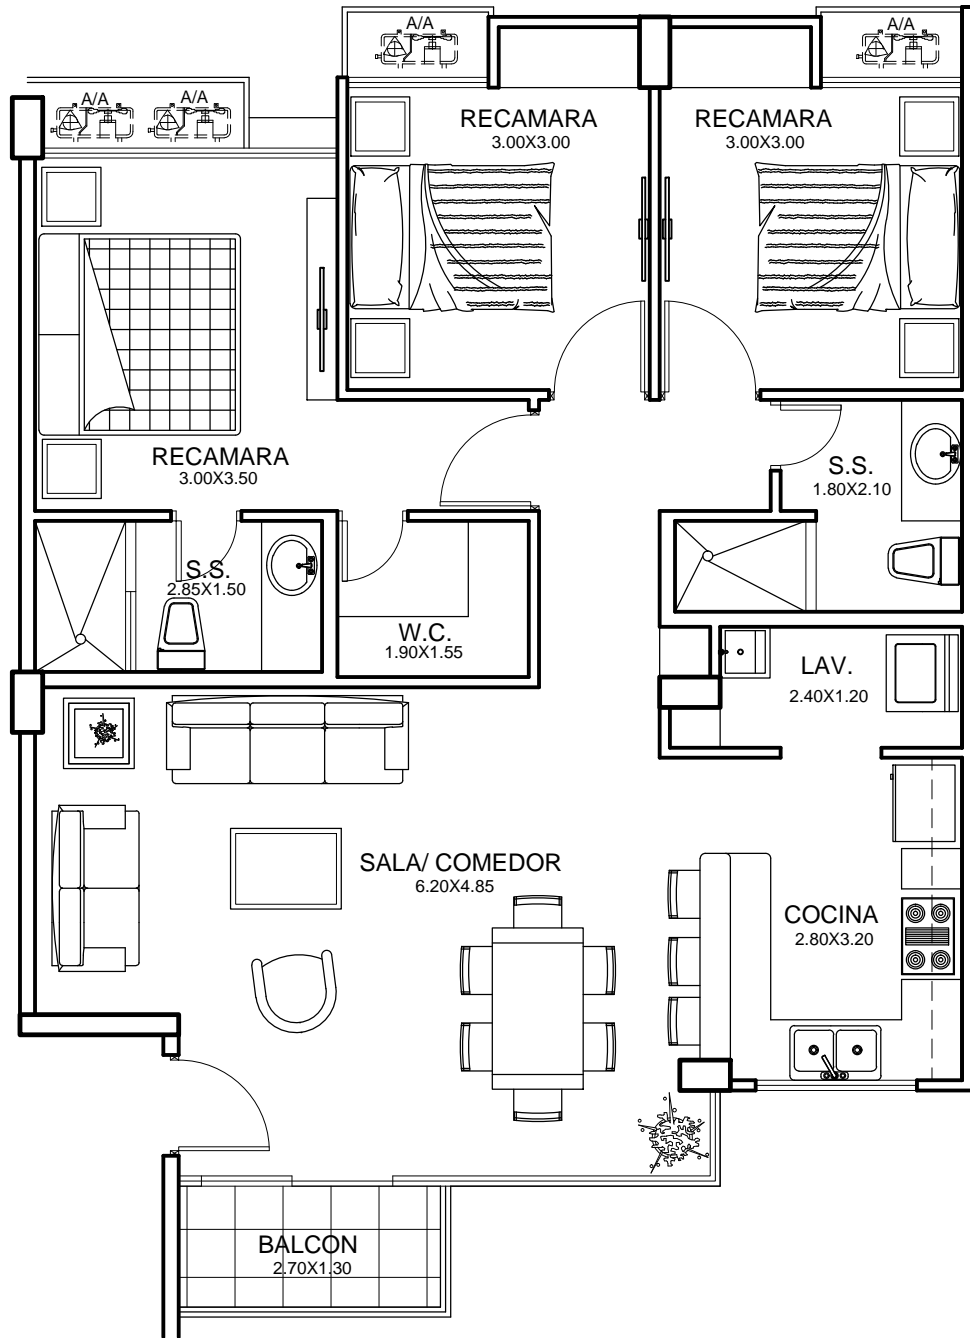 A/A
A/A
A/A
A/A
RECAMARA
3.00X3.00
RECAMARA
3.00X3.00
RECAMARA
3.00X3.50
S.S.
1.80X2.10
S.S.
2.85X1.50
W.C.
1.90X1.55
LAV.
2.40X1.20
SALA/ COMEDOR
6.20X4.85
COCINA
2.80X3.20
BALCON
2.70X1.30